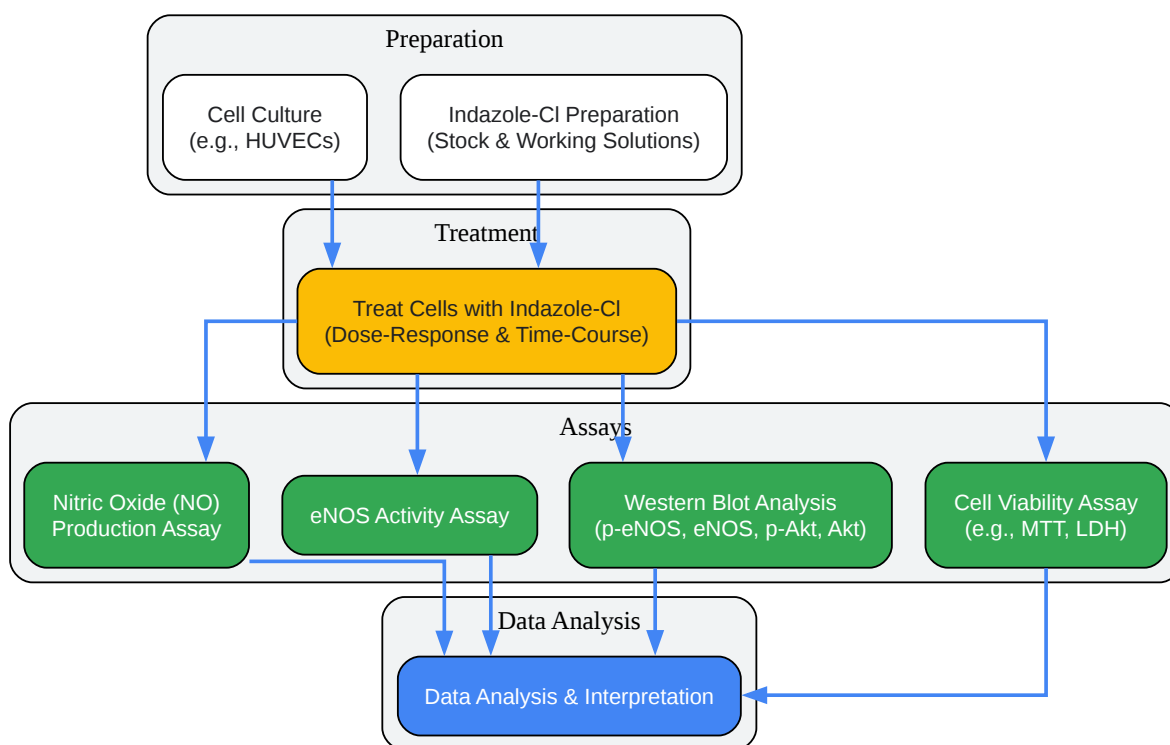 Preparation
Cell Culture
(e.g., HUVECs)
Indazole-Cl Preparation
(Stock & Working Solutions)
Treatment
Treat Cells with Indazole-Cl
(Dose-Response & Time-Course)
Assays
Nitric Oxide (NO)
Production Assay
eNOS Activity Assay
Western Blot Analysis
(p-eNOS, eNOS, p-Akt, Akt)
Cell Viability Assay
(e.g., MTT, LDH)
Data Analysis
Data Analysis & Interpretation